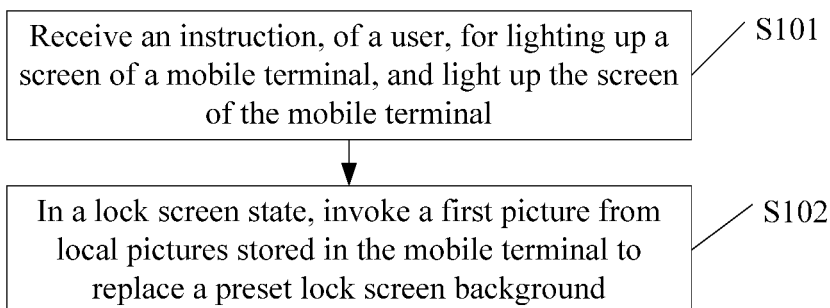 Receive an instruction, of a user, for lighting up a
screen of a mobile terminal, and light up the screen
of the mobile terminal
S101
In a lock screen state, invoke a first picture from
local pictures stored in the mobile terminal to
replace a preset lock screen background
S102